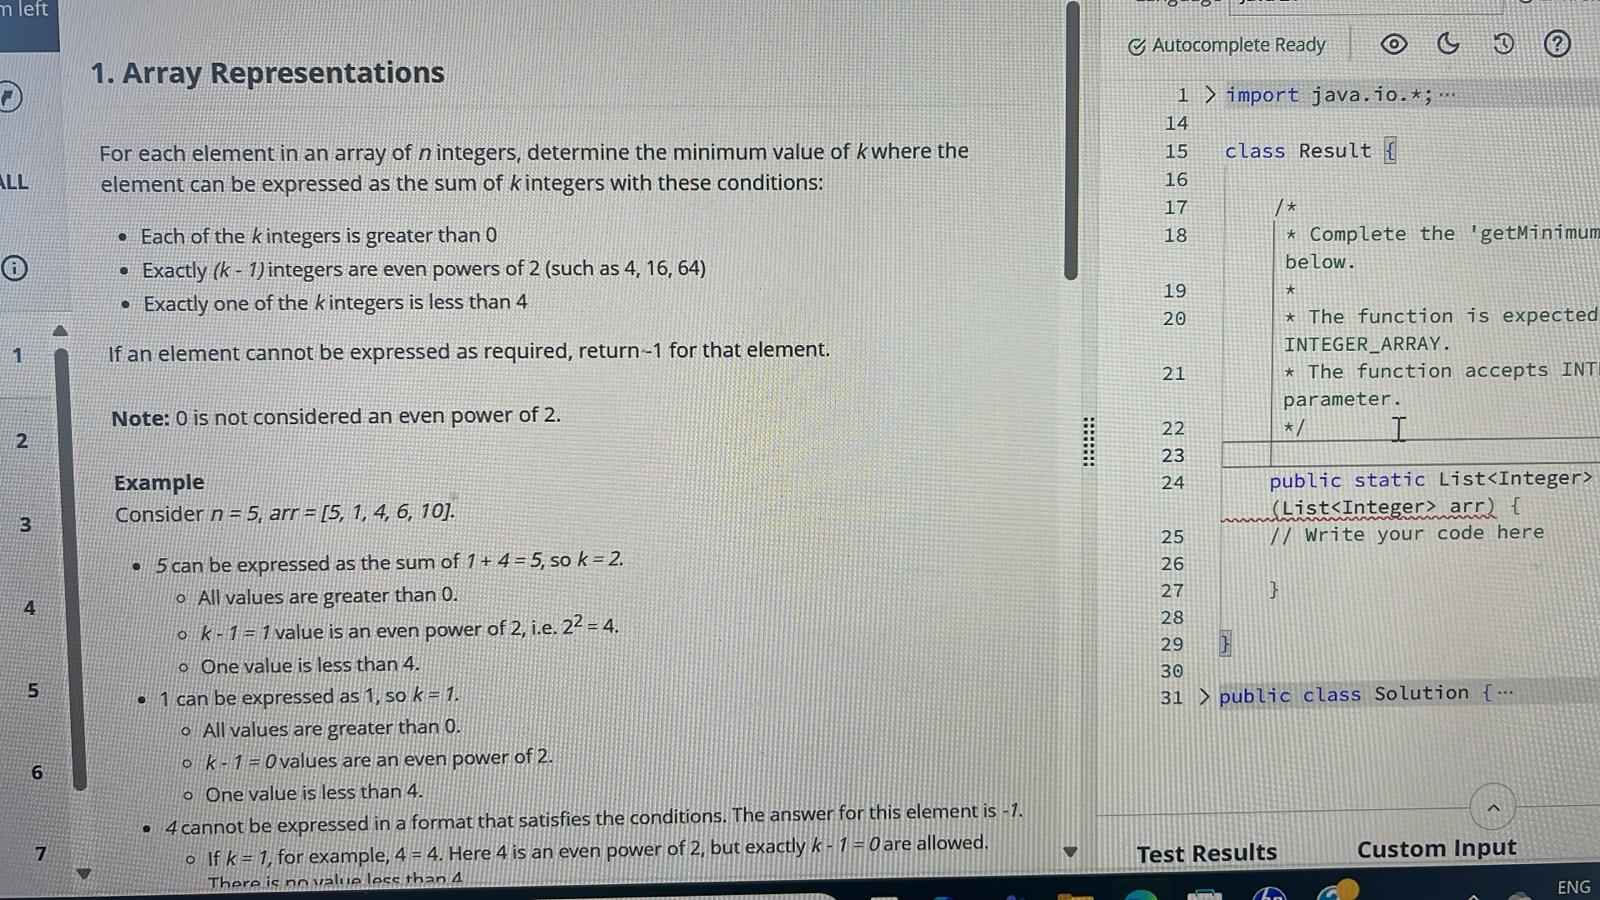 left
ALL
1
2
3
4
5
6
7
1. Array Representations
For each element in an array of n integers, determine the minimum value of k where the
element can be expressed as the sum of k integers with these conditions:
• Each of the k integers is greater than 0
• Exactly (k - 1) integers are even powers of 2 (such as 4, 16, 64)
• Exactly one of the k integers is less than 4
If an element cannot be expressed as required, return -1 for that element.
Note: 0 is not considered an even power of 2.
Example
Consider n = 5, arr = [5, 1, 4, 6, 10].
• 5 can be expressed as the sum of 1 + 4 = 5, so k = 2.
o All values are greater than 0.
o k - 1 = 1 value is an even power of 2, i.e. 2² = 4.
o One value is less than 4.
• 1 can be expressed as 1, so k = 1.
o All values are greater than 0.
o k - 1 = 0 values are an even power of 2.
o One value is less than 4.
• 4 cannot be expressed in a format that satisfies the conditions. The answer for this element is -1.
o If k = 1, for example, 4 = 4. Here 4 is an even power of 2, but exactly k - 1 = 0 are allowed.
There is no value less than 4
Autocomplete Ready
1 > import java.io.*;...
14
15 class Result {
16
17 /*
18 * Complete the 'getMinimum
below.
19 *
20 * The function is expected
INTEGER_ARRAY.
21 * The function accepts INT
parameter.
22 */
23
24 public static List<Integer>
(List<Integer> arr) {
25 // Write your code here
26
27 }
28
29 }
30
31 > public class Solution {...
Test Results
Custom Input
ENG